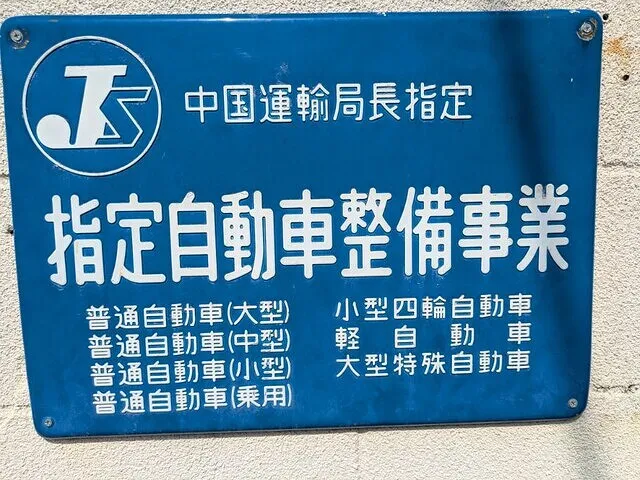 JS
中国運輸局長指定
指定自動車整備事業
普通自動車(大型)
普通自動車(中型)
普通自動車(小型)
普通自動車(乗用)
小型四輪自動車
軽自動車
大型特殊自動車